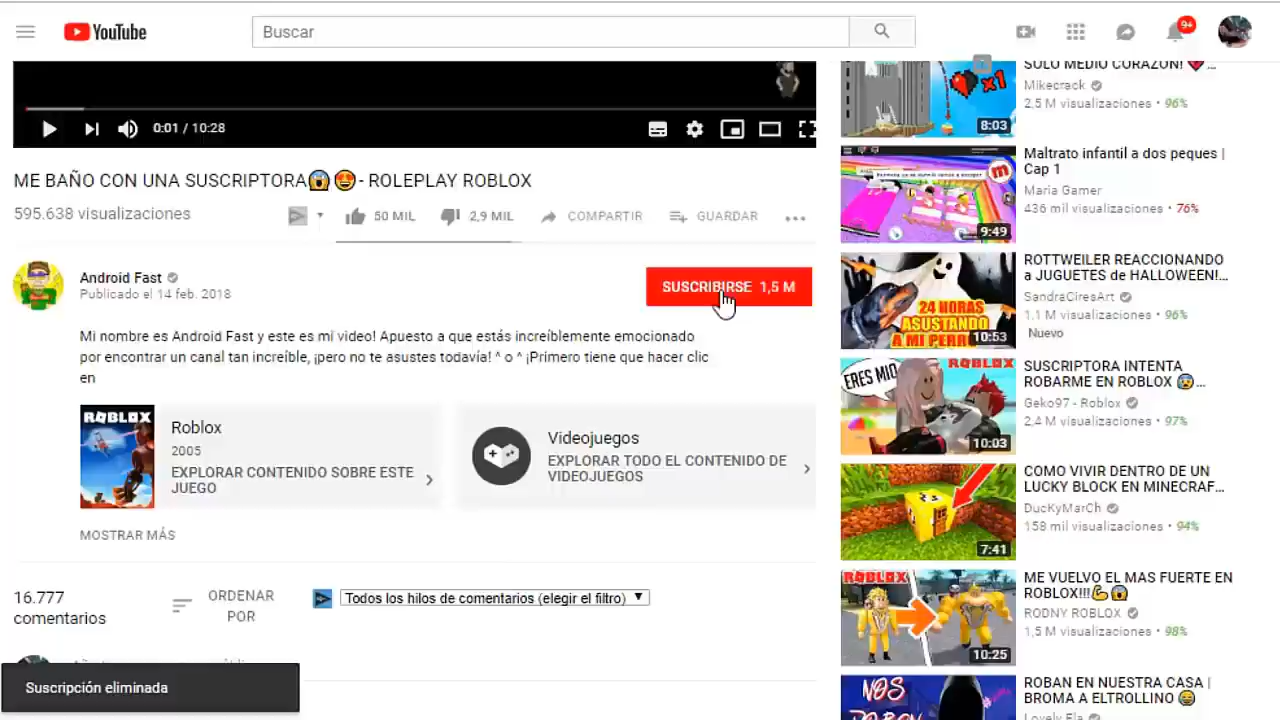 YouTube
Buscar
9+
0:01 / 10:28
ME BAÑO CON UNA SUSCRIPTORA😱😍- ROLEPLAY ROBLOX
595.638 visualizaciones
50 MIL
2,9 MIL
COMPARTIR
GUARDAR
Android Fast
Publicado el 14 feb. 2018
SUSCRIBIRSE 1,5 M
Mi nombre es Android Fast y este es mi video! Apuesto a que estás increíblemente emocionado
por encontrar un canal tan increíble, ¡pero no te asustes todavía! ^ o ^ ¡Primero tiene que hacer clic
en
ROBLOX
Roblox
2005
EXPLORAR CONTENIDO SOBRE ESTE
JUEGO
Videojuegos
EXPLORAR TODO EL CONTENIDO DE
VIDEOJUEGOS
MOSTRAR MÁS
16.777
comentarios
ORDENAR
POR
Todos los hilos de comentarios (elegir el filtro)
Suscripción eliminada
x1
8:03
SOLO MEDIO CORAZÓN! 💔...
Mikecrack
2,5 M visualizaciones • 96%
9:49
Maltrato infantil a dos peques |
Cap 1
Maria Gamer
436 mil visualizaciones • 76%
24 HORAS
ASUSTANDO
A MI PERRO
10:53
ROTTWEILER REACCIONANDO
a JUGUETES de HALLOWEEN!...
SandraCiresArt
1,1 M visualizaciones • 96%
Nuevo
ERES MIO
ROBLOX
10:03
SUSCRIPTORA INTENTA
ROBARME EN ROBLOX 😰...
Geko97 - Roblox
2,4 M visualizaciones • 97%
7:41
COMO VIVIR DENTRO DE UN
LUCKY BLOCK EN MINECRAF...
DucKyMarCh
158 mil visualizaciones • 94%
ROBLOX
10:25
ME VUELVO EL MAS FUERTE EN
ROBLOX!!!💪😱
RODNY ROBLOX
1,5 M visualizaciones • 98%
NOS
ROBAN EN NUESTRA CASA |
BROMA A ELTROLLINO 😂
Lovely Ela